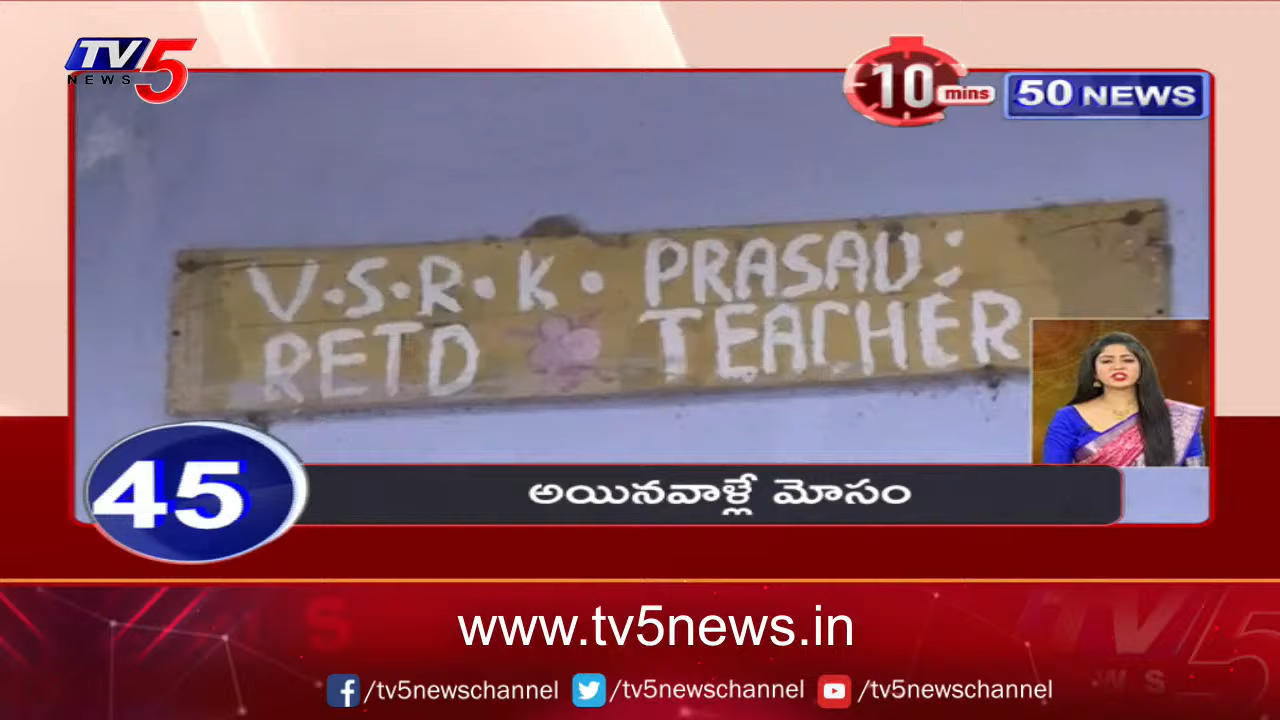 TV5
NEWS
10 mins
50 NEWS
V.S.R.K. PRASAD:
RETD TEACHER
45
అయినవాళ్లే మోసం
www.tv5news.in
/tv5newschannel /tv5newschannel /tv5newschannel